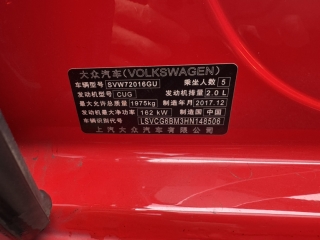 大众汽车(VOLKSWAGEN)
车辆型号 SVW72016GU 乘坐人数 5
发动机型号 CUG 发动机排量 2.0 L
最大允许总质量 1975kg 制造年月 2017.12
发动机最大净功率 162 kW 制造国 中国
车辆识别代号 LSVCG6BM3HN148506
上汽大众汽车有限公司